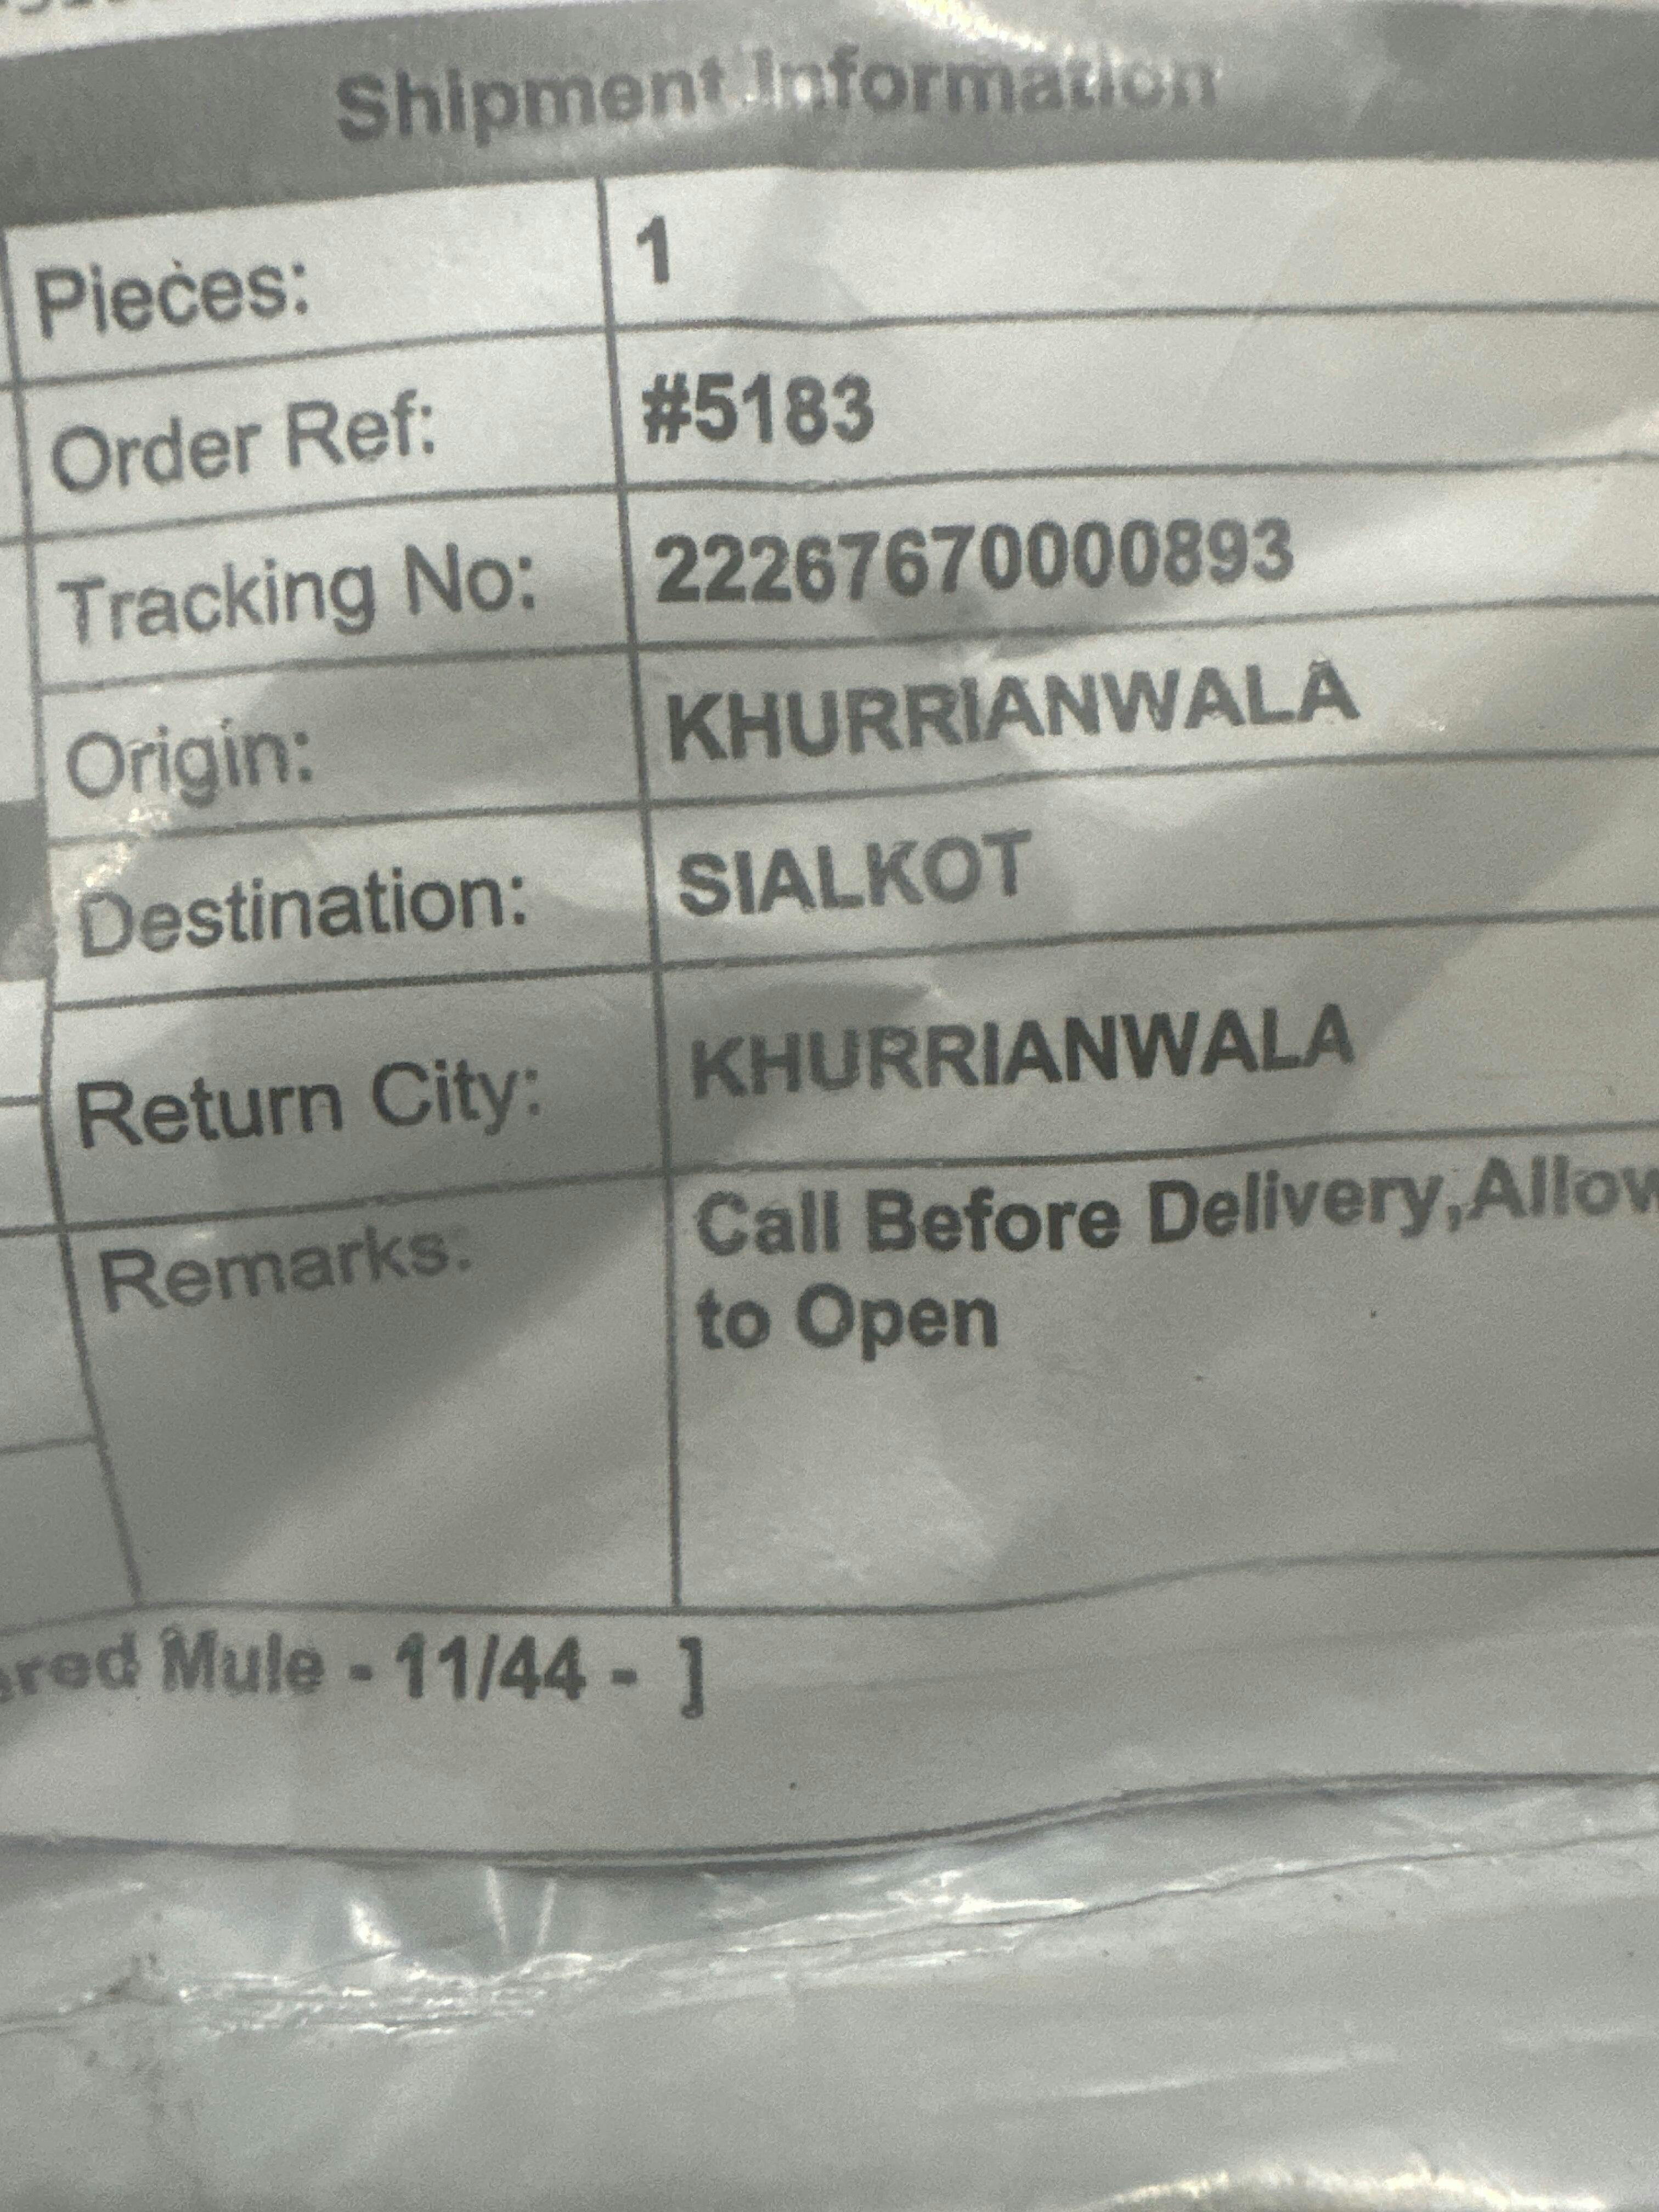 Shipment Information
Pieces: 1
Order Ref: #5183
Tracking No: 22267670000893
Origin: KHURRIANWALA
Destination: SIALKOT
Return City: KHURRIANWALA
Remarks: Call Before Delivery,Allow
to Open
Mule - 11/44 - ]